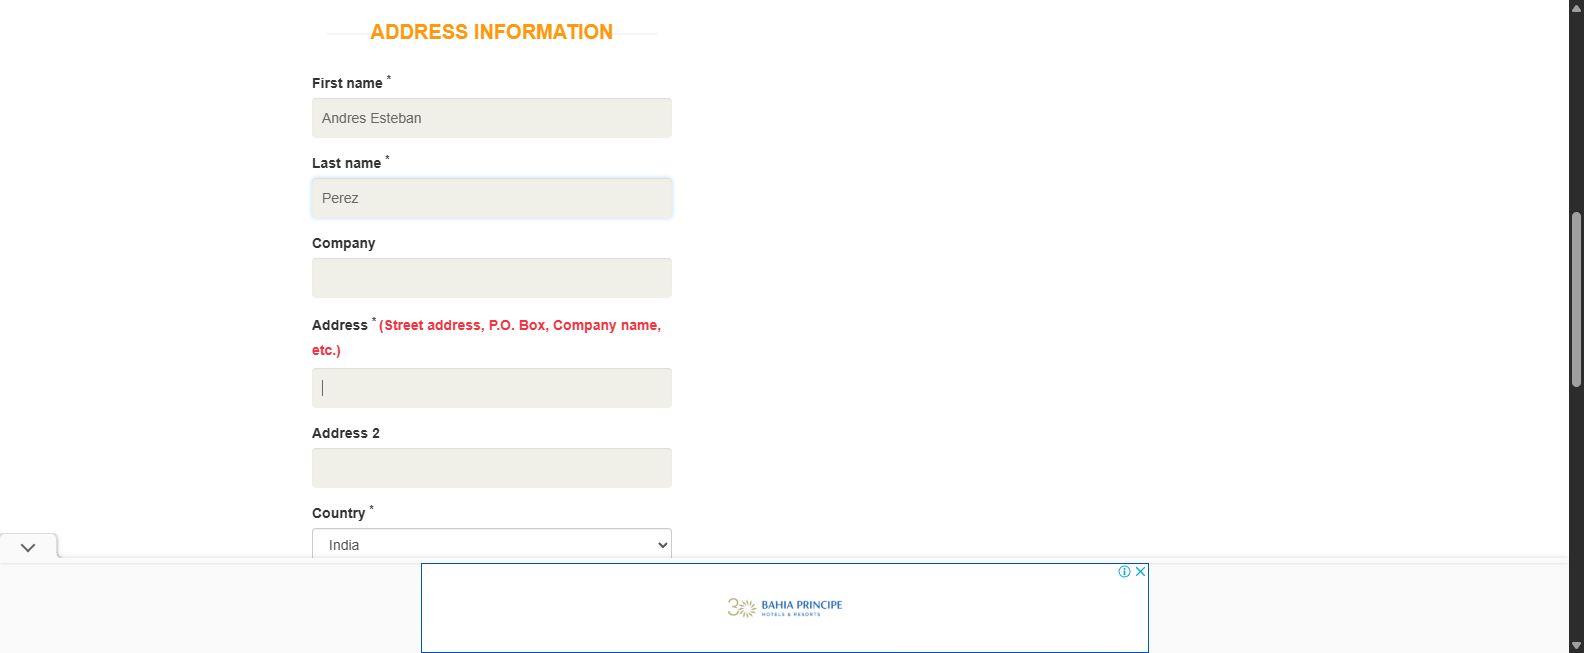 ADDRESS INFORMATION
First name *
Andres Esteban
Last name *
Perez
Company
Address * (Street address, P.O. Box, Company name,
etc.)
Address 2
Country *
India
30 BAHIA PRINCIPE
HOTELS & RESORTS